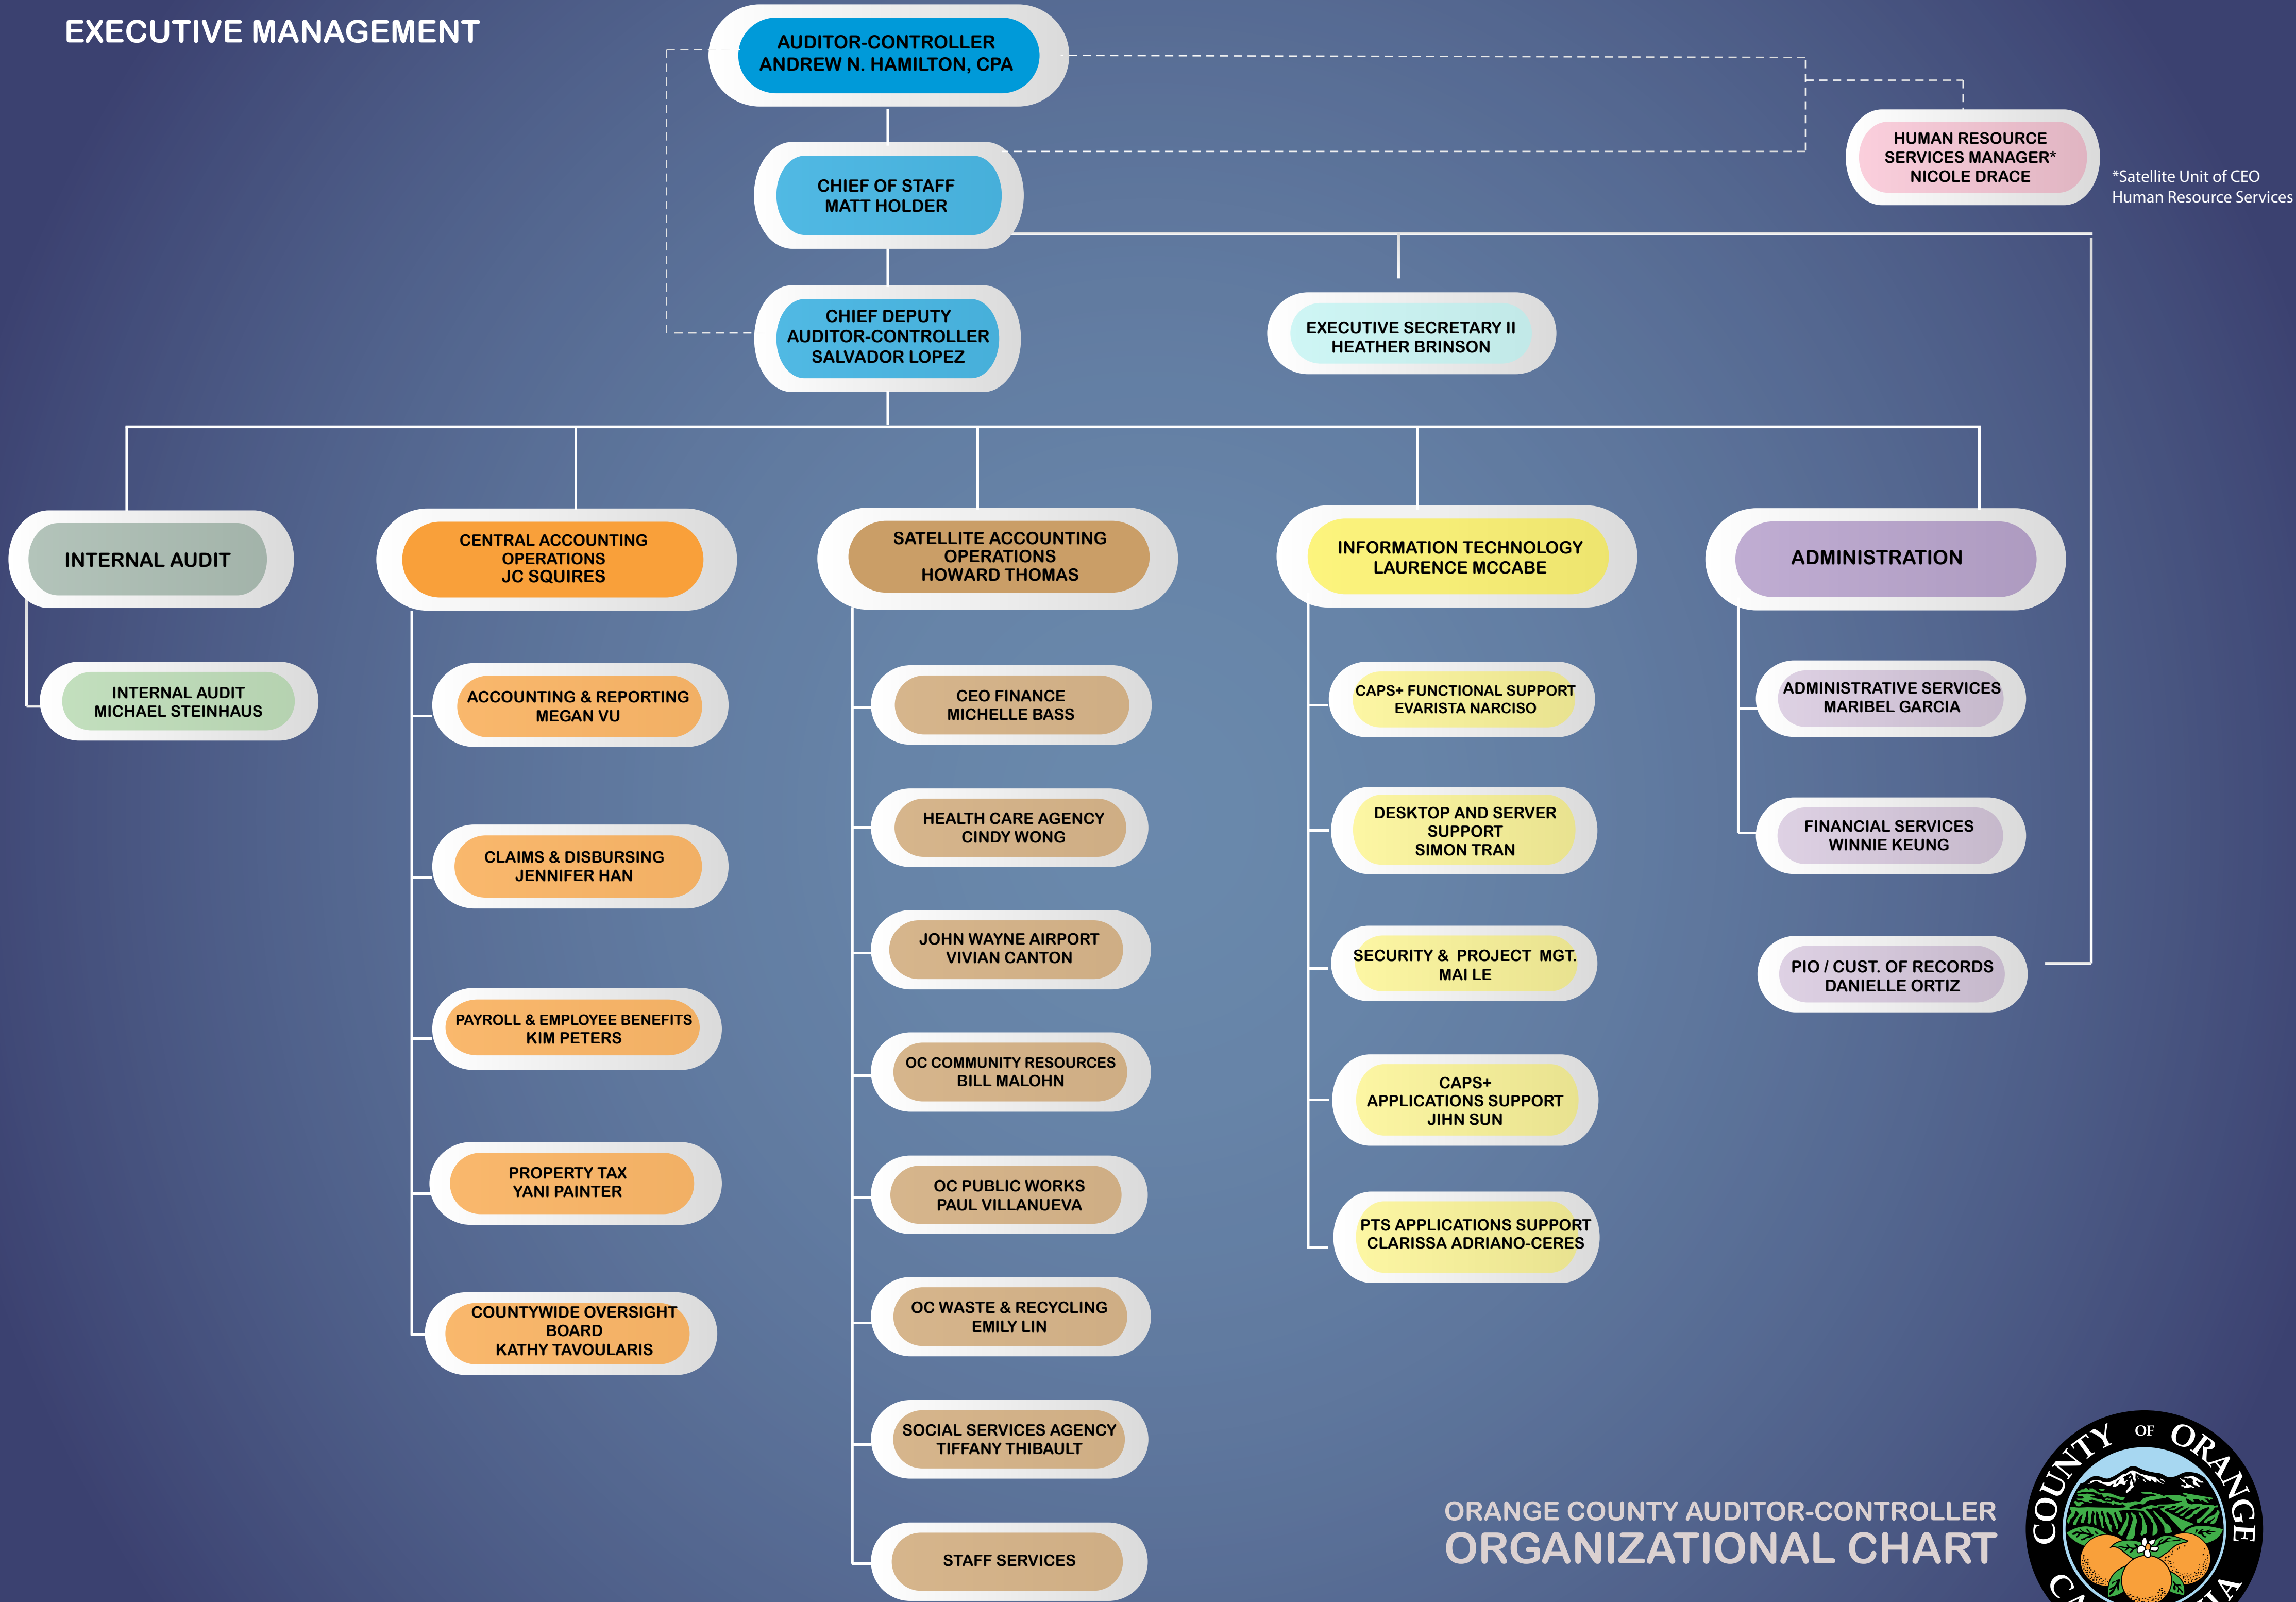 EXECUTIVE MANAGEMENT
AUDITOR-CONTROLLER
ANDREW N. HAMILTON, CPA
HUMAN RESOURCE
SERVICES MANAGER*
NICOLE DRACE
*Satellite Unit of CEO
Human Resource Services
CHIEF OF STAFF
MATT HOLDER
CHIEF DEPUTY
AUDITOR-CONTROLLER
SALVADOR LOPEZ
EXECUTIVE SECRETARY II
HEATHER BRINSON
INTERNAL AUDIT
INTERNAL AUDIT
MICHAEL STEINHAUS
CENTRAL ACCOUNTING
OPERATIONS
JC SQUIRES
ACCOUNTING & REPORTING
MEGAN VU
CLAIMS & DISBURSING
JENNIFER HAN
PAYROLL & EMPLOYEE BENEFITS
KIM PETERS
PROPERTY TAX
YANI PAINTER
COUNTYWIDE OVERSIGHT
BOARD
KATHY TAVOULARIS
SATELLITE ACCOUNTING
OPERATIONS
HOWARD THOMAS
CEO FINANCE
MICHELLE BASS
HEALTH CARE AGENCY
CINDY WONG
JOHN WAYNE AIRPORT
VIVIAN CANTON
OC COMMUNITY RESOURCES
BILL MALOHN
OC PUBLIC WORKS
PAUL VILLANUEVA
OC WASTE & RECYCLING
EMILY LIN
SOCIAL SERVICES AGENCY
TIFFANY THIBAULT
STAFF SERVICES
INFORMATION TECHNOLOGY
LAURENCE MCCABE
CAPS+ FUNCTIONAL SUPPORT
EVARISTA NARCISO
DESKTOP AND SERVER
SUPPORT
SIMON TRAN
SECURITY & PROJECT MGT.
MAI LE
CAPS+
APPLICATIONS SUPPORT
JIHN SUN
PTS APPLICATIONS SUPPORT
CLARISSA ADRIANO-CERES
ADMINISTRATION
ADMINISTRATIVE SERVICES
MARIBEL GARCIA
FINANCIAL SERVICES
WINNIE KEUNG
PIO / CUST. OF RECORDS
DANIELLE ORTIZ
ORANGE COUNTY AUDITOR-CONTROLLER
ORGANIZATIONAL CHART
COUNTY OF ORANGE